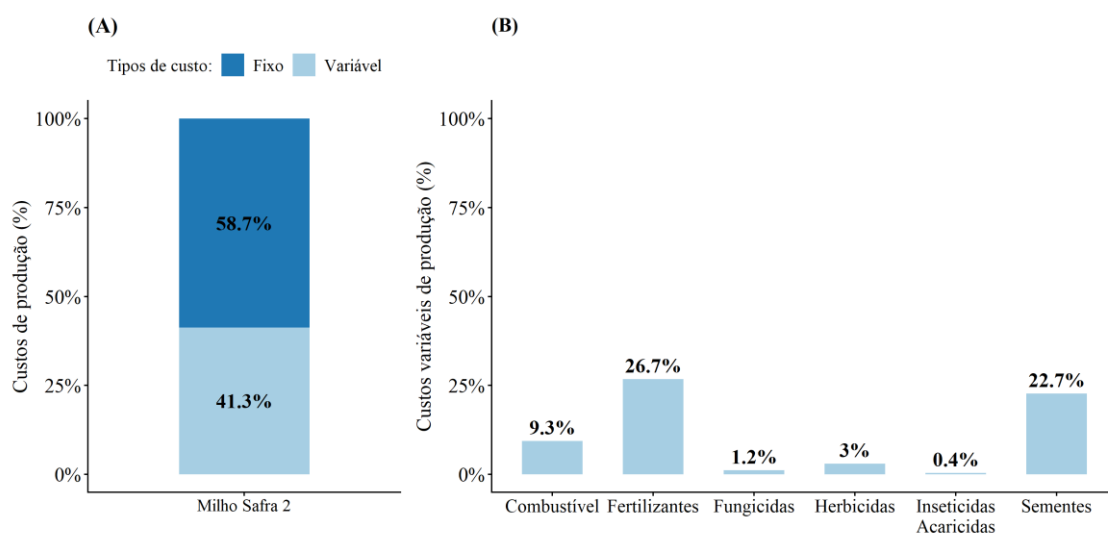 (A)
Tipos de custo: Fixo Variável
Custos de produção (%)
100%
75%
50%
25%
0%
58.7%
41.3%
Milho Safra 2
(B)
Custos variáveis de produção (%)
100%
75%
50%
25%
0%
9.3%
26.7%
1.2%
3%
0.4%
22.7%
Combustível
Fertilizantes
Fungicidas
Herbicidas
Inseticidas
Acaricidas
Sementes